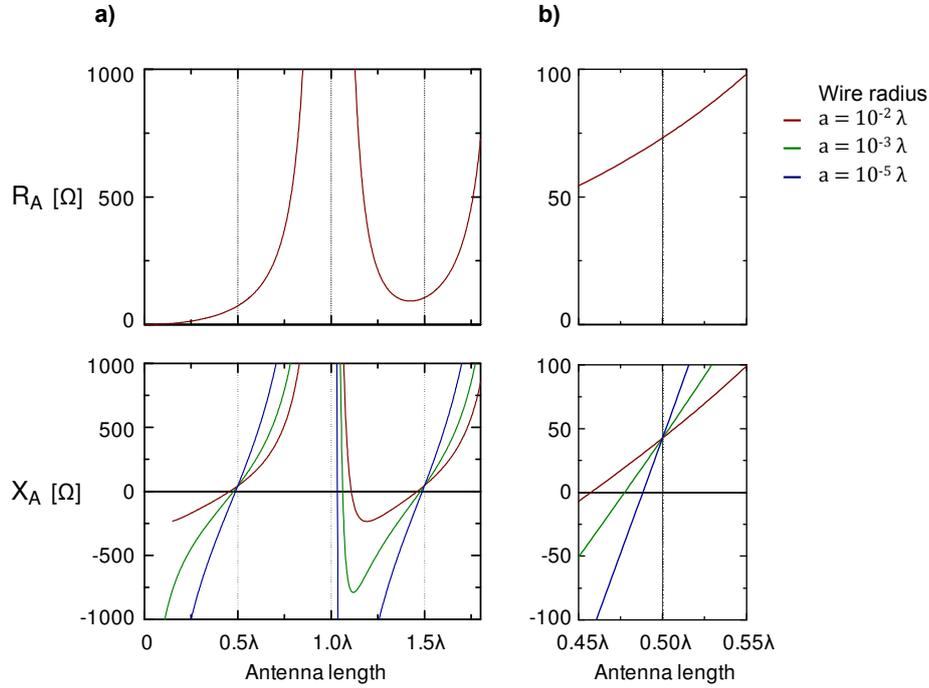 a)
b)
1000
500
0
R_A [Ω]
100
50
0
Wire radius
a = 10⁻² λ
a = 10⁻³ λ
a = 10⁻⁵ λ
1000
500
0
-500
-1000
X_A [Ω]
0 0.5λ 1.0λ 1.5λ
Antenna length
100
50
0
-50
-100
0.45λ 0.50λ 0.55λ
Antenna length